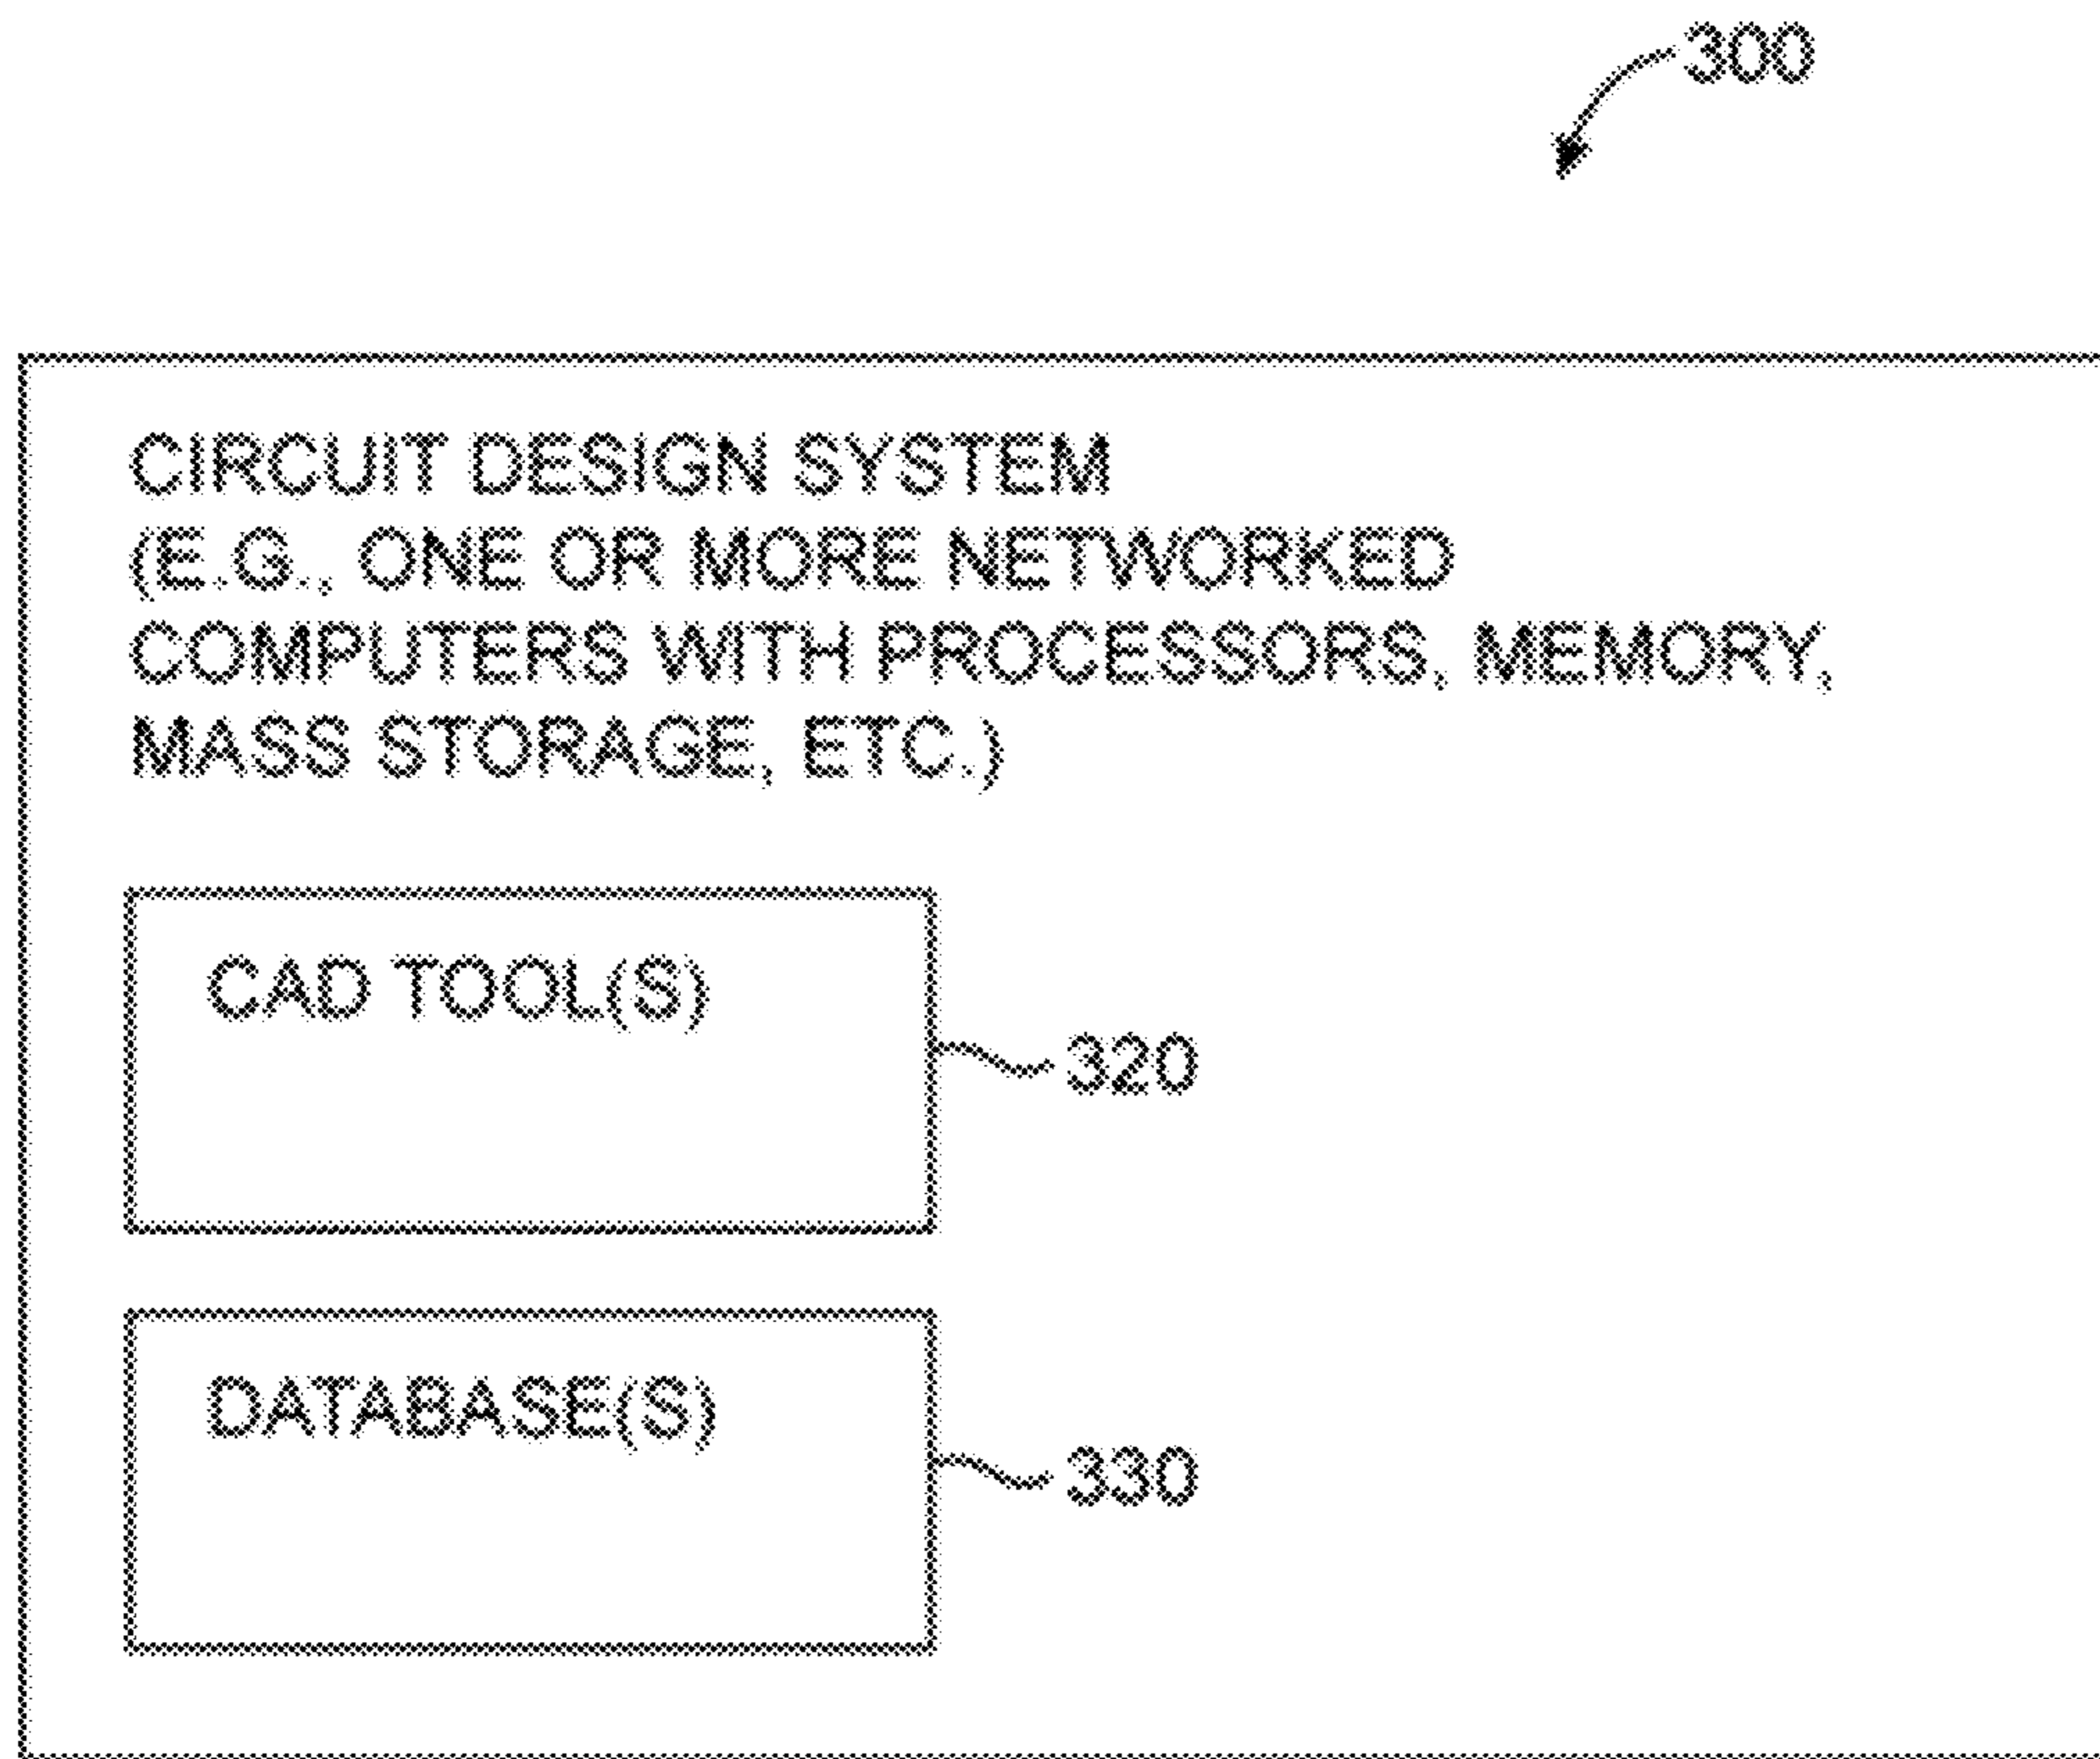 300
CIRCUIT DESIGN SYSTEM
(E.G., ONE OR MORE NETWORKED
COMPUTERS WITH PROCESSORS, MEMORY,
MASS STORAGE, ETC.)
CAD TOOL(S)
320
DATABASE(S)
330